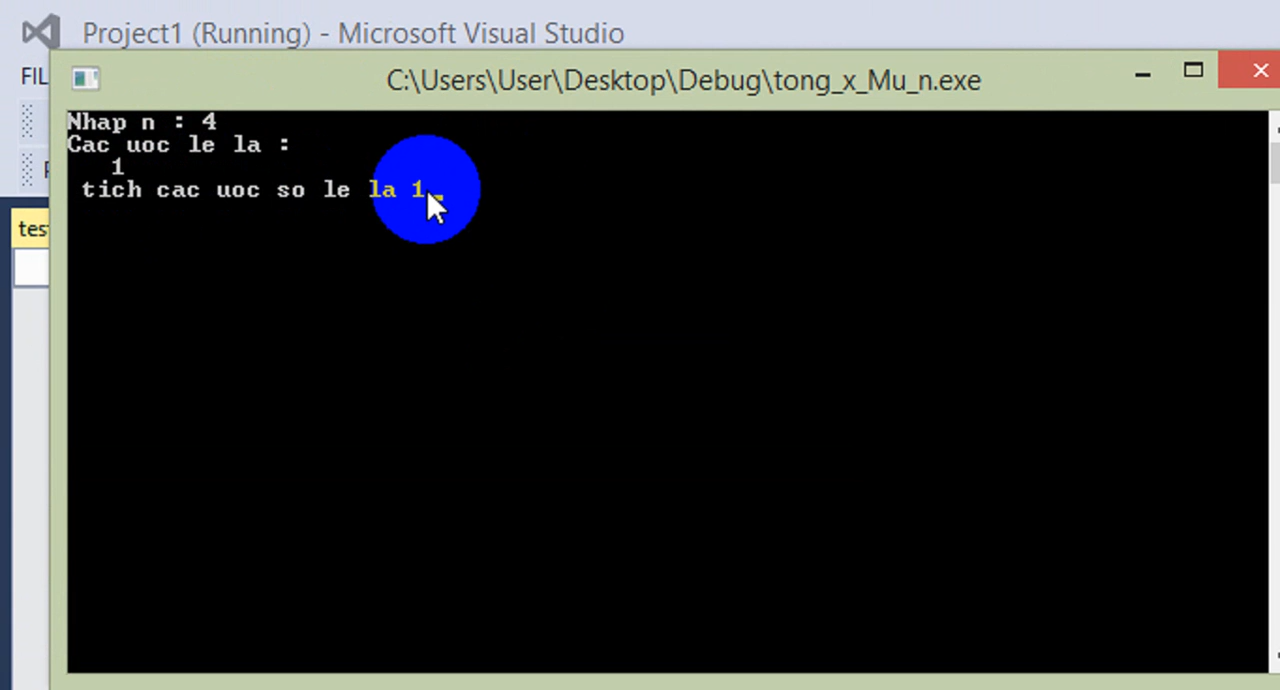 Project1 (Running) - Microsoft Visual Studio
FIL
C:\Users\User\Desktop\Debug\tong_x_Mu_n.exe
Nhap n : 4
Cac uoc le la :
1
tich cac uoc so le la 1